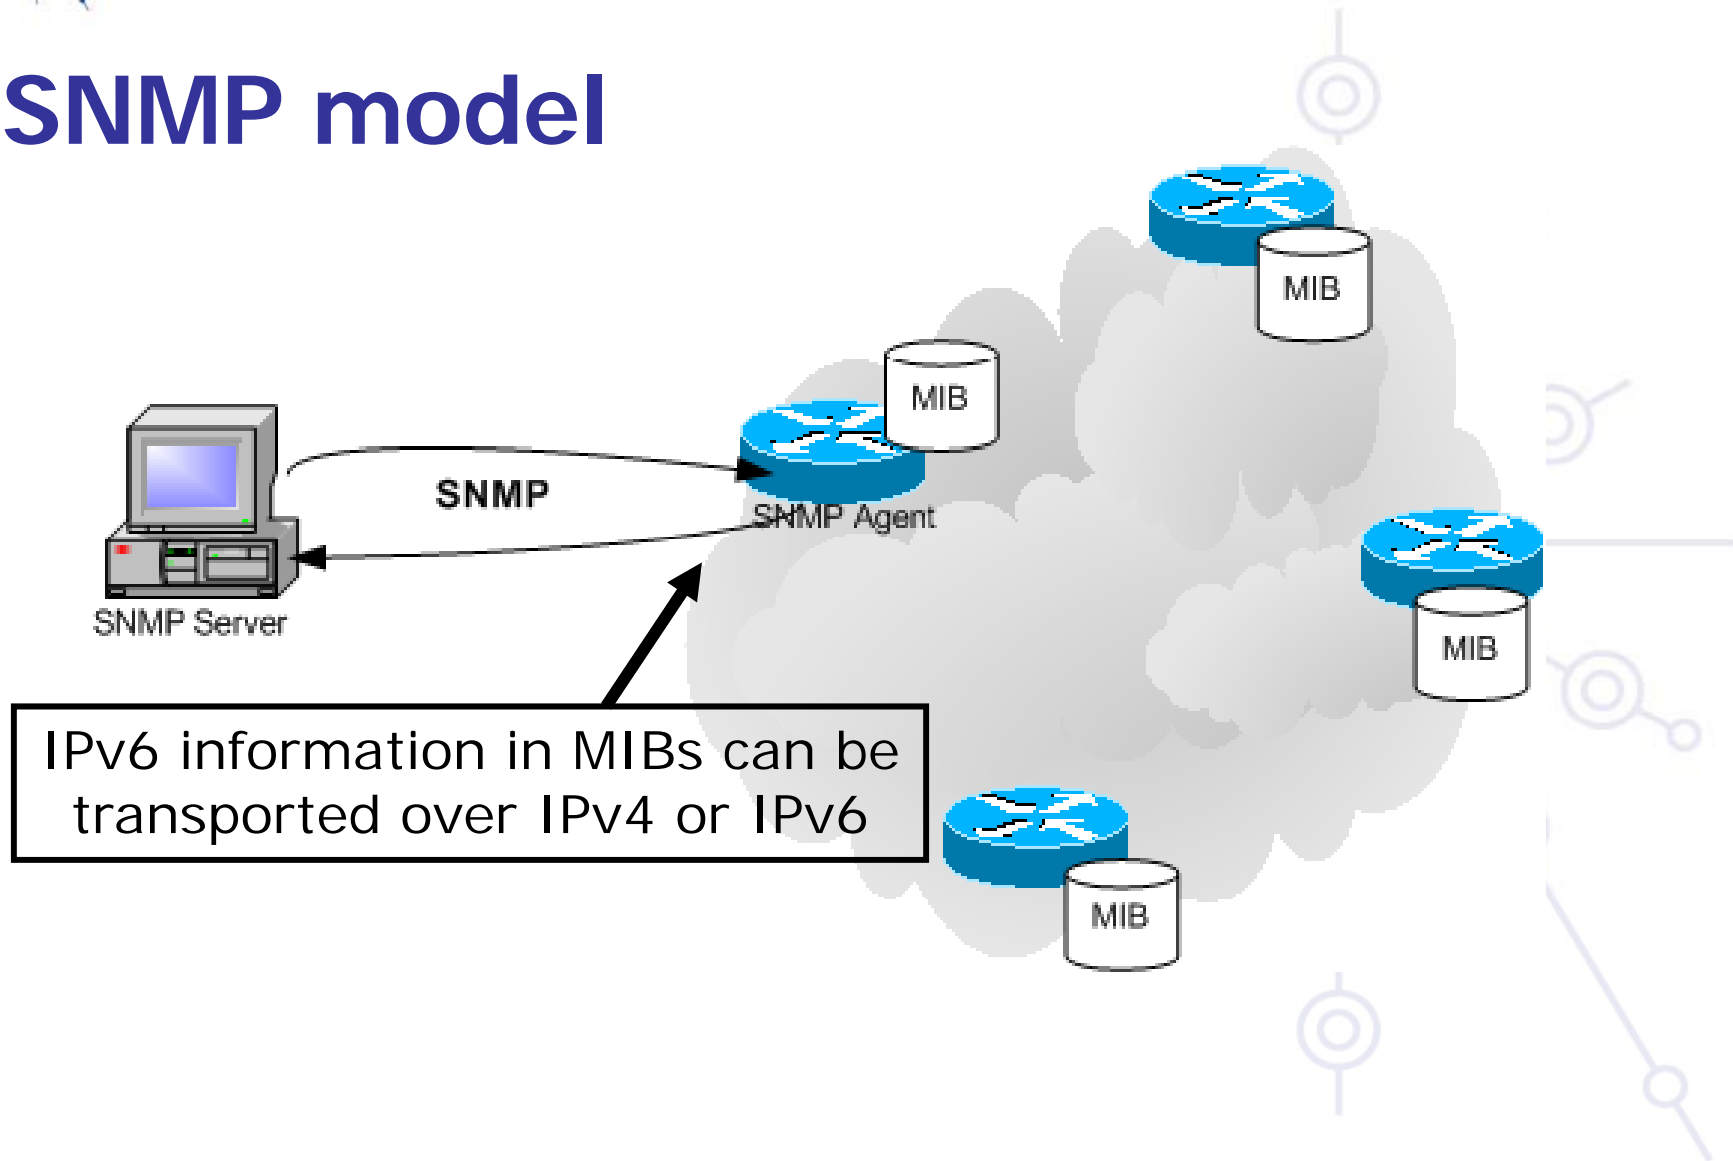 SNMP model
MIB
MIB
SNMP
SNMP Agent
MIB
SNMP Server
IPv6 information in MIBs can be
transported over IPv4 or IPv6
MIB